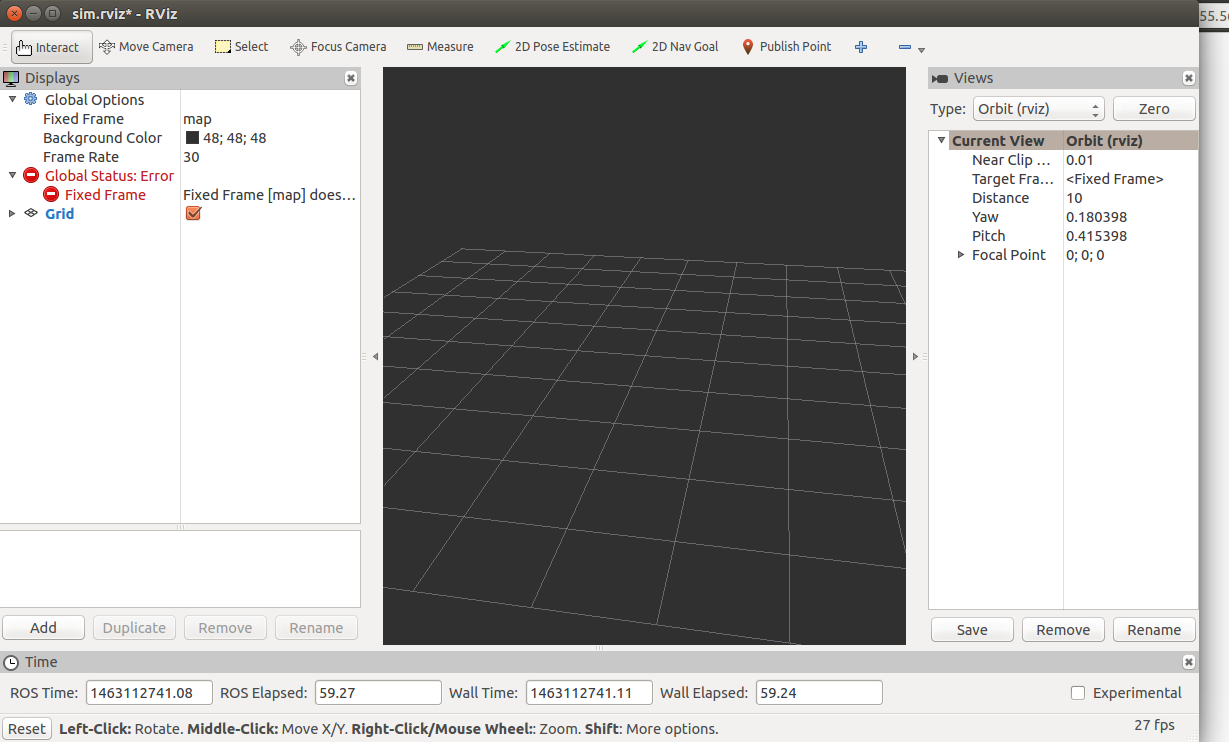 sim.rviz* - RViz
55.5
Interact Move Camera Select Focus Camera Measure 2D Pose Estimate 2D Nav Goal Publish Point
Displays
Global Options
Fixed Frame map
Background Color 48; 48; 48
Frame Rate 30
Global Status: Error
Fixed Frame Fixed Frame [map] does...
Grid
Add Duplicate Remove Rename
Views
Type: Orbit (rviz) Zero
Current View Orbit (rviz)
Near Clip ... 0.01
Target Fra... <Fixed Frame>
Distance 10
Yaw 0.180398
Pitch 0.415398
Focal Point 0; 0; 0
Save Remove Rename
Time
ROS Time: 1463112741.08 ROS Elapsed: 59.27 Wall Time: 1463112741.11 Wall Elapsed: 59.24 Experimental
Reset Left-Click: Rotate. Middle-Click: Move X/Y. Right-Click/Mouse Wheel:: Zoom. Shift: More options. 27 fps